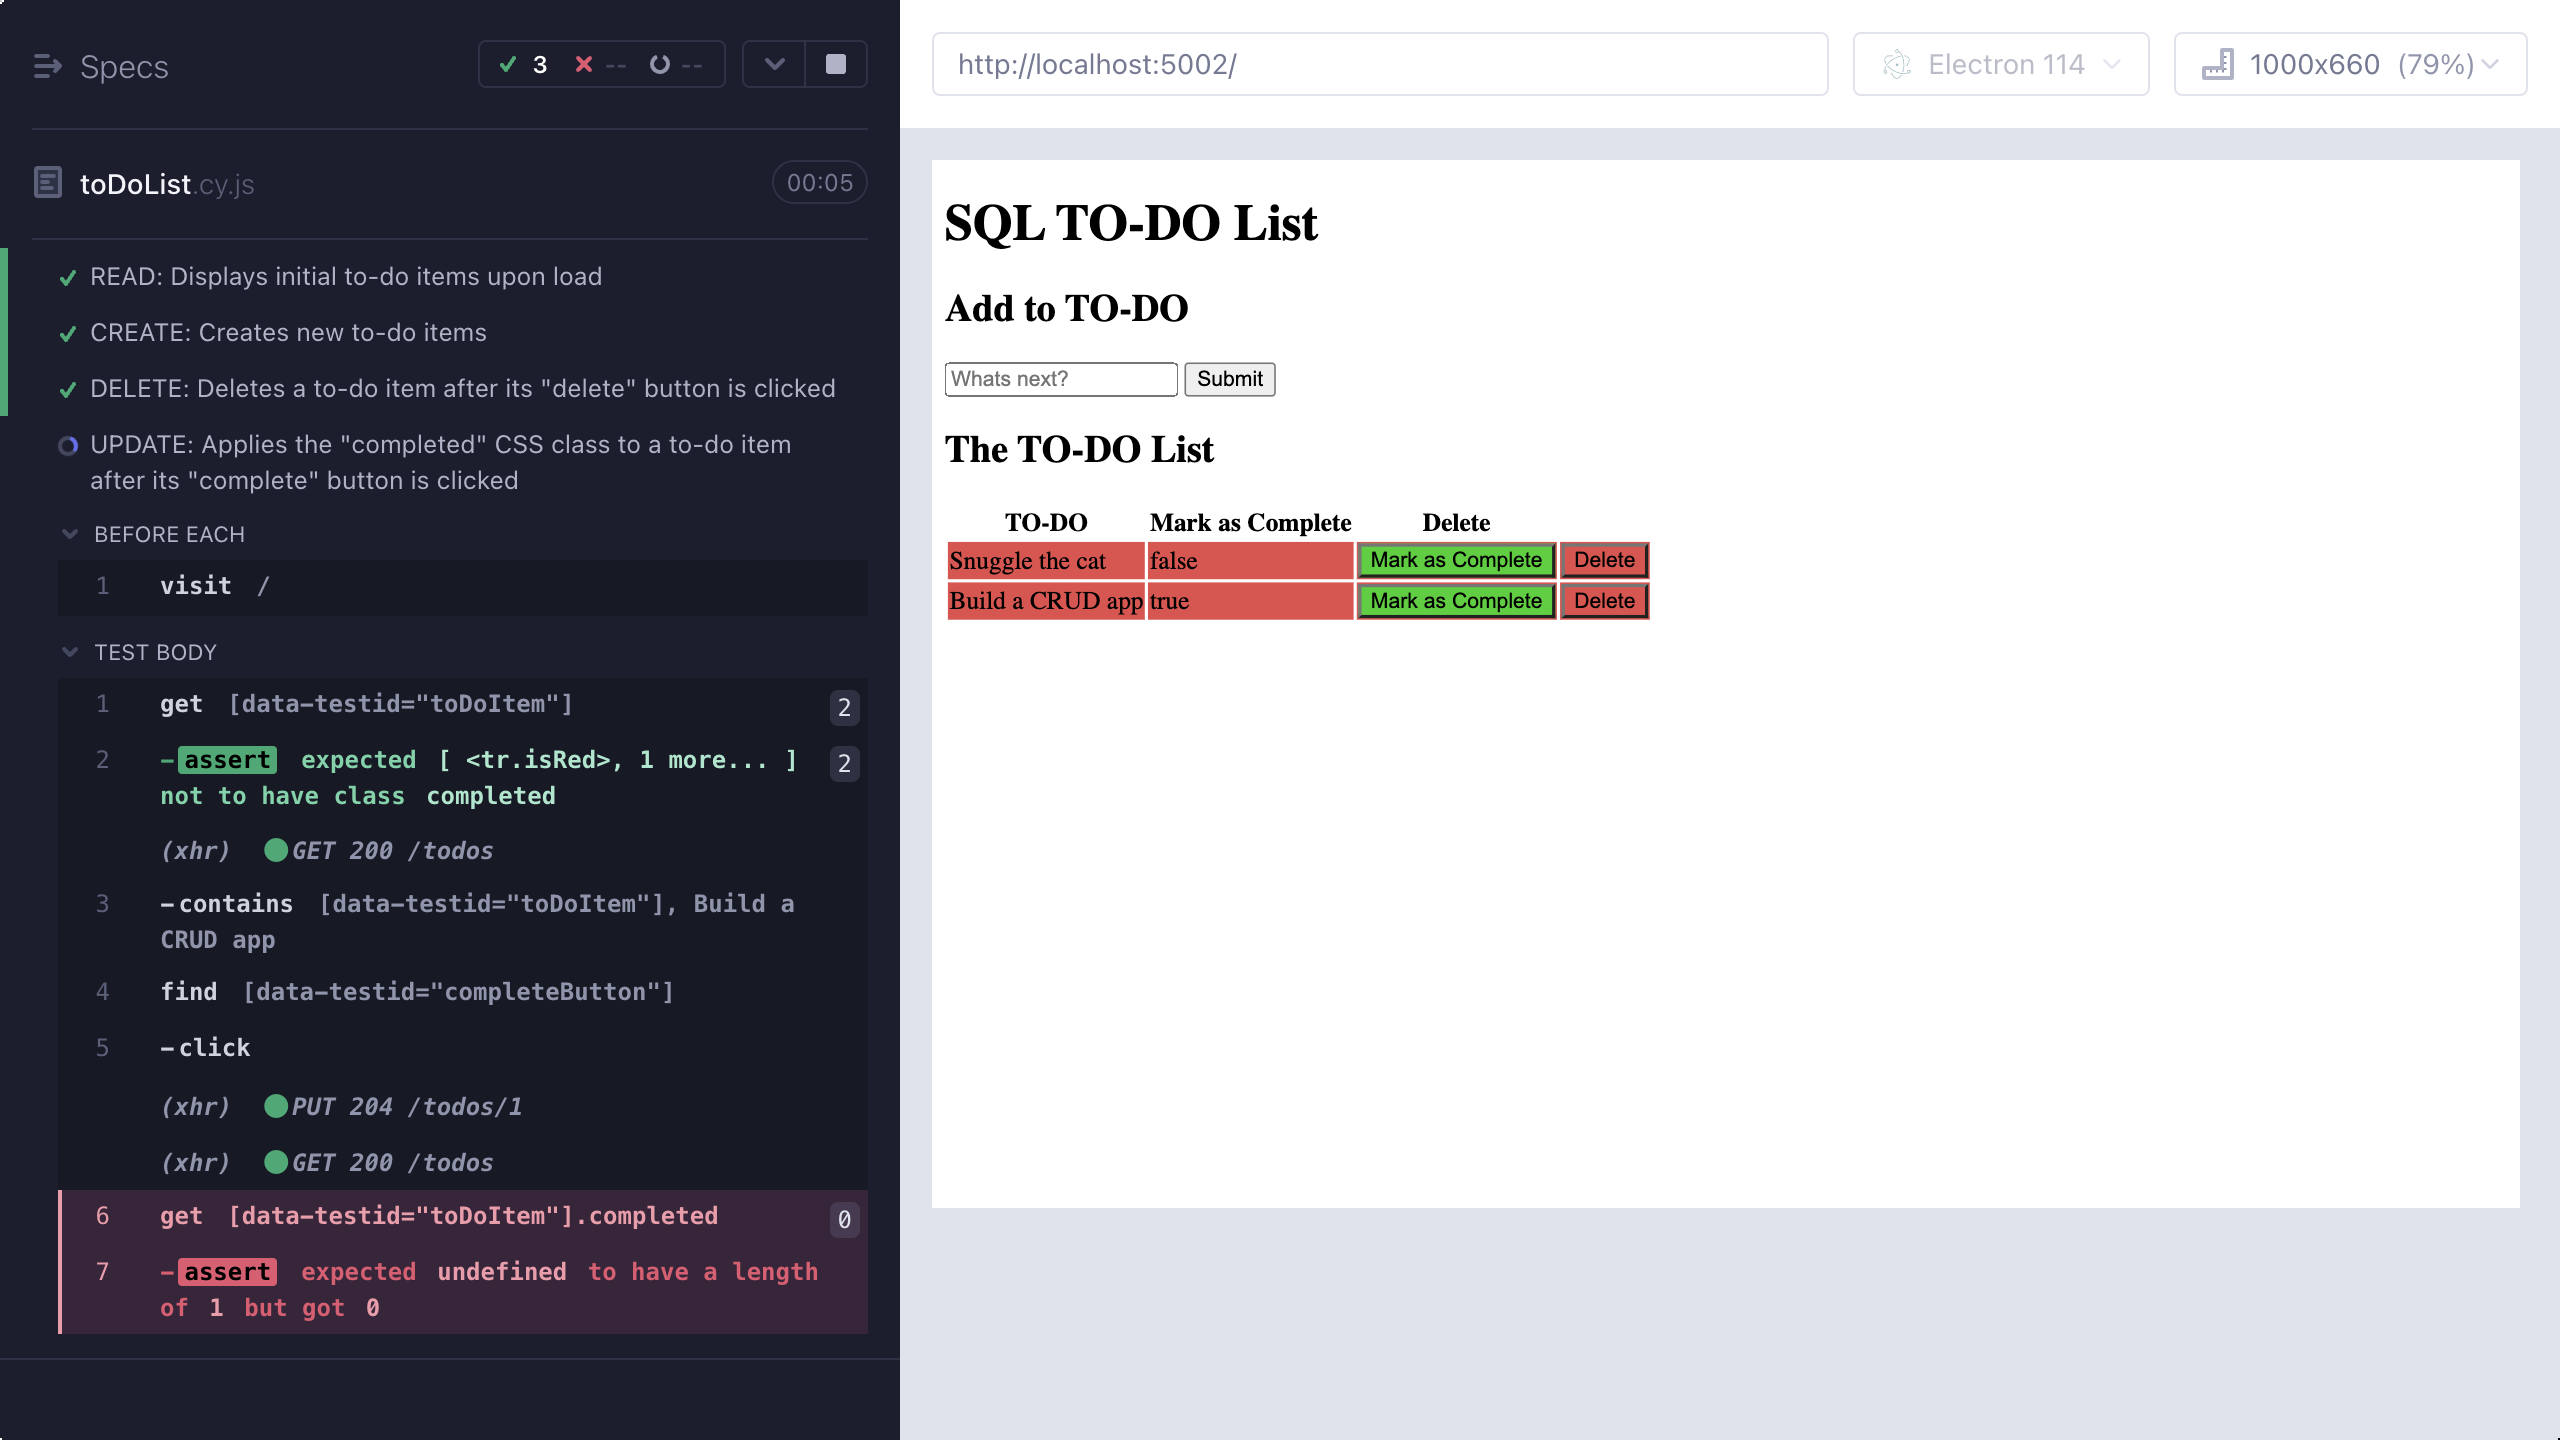 Specs
3 -- --
toDoList.cy.js 00:05
READ: Displays initial to-do items upon load
CREATE: Creates new to-do items
DELETE: Deletes a to-do item after its "delete" button is clicked
UPDATE: Applies the "completed" CSS class to a to-do item
after its "complete" button is clicked
BEFORE EACH
1 visit /
TEST BODY
1 get [data-testid="toDoItem"] 2
2 -assert expected [ <tr.isRed>, 1 more... ] 2
not to have class completed
(xhr) GET 200 /todos
3 -contains [data-testid="toDoItem"], Build a
CRUD app
4 find [data-testid="completeButton"]
5 -click
(xhr) PUT 204 /todos/1
(xhr) GET 200 /todos
6 get [data-testid="toDoItem"].completed 0
7 -assert expected undefined to have a length
of 1 but got 0
http://localhost:5002/
Electron 114
1000x660 (79%)
SQL TO-DO List
Add to TO-DO
Whats next? Submit
The TO-DO List
TO-DO Mark as Complete Delete
Snuggle the cat false Mark as Complete Delete
Build a CRUD app true Mark as Complete Delete